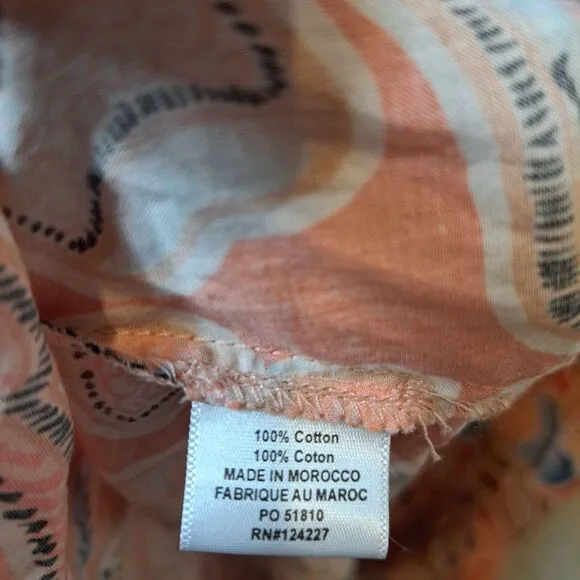 100% Cotton
100% Coton
MADE IN MOROCCO
FABRIQUE AU MAROC
PO 51810
RN#124227